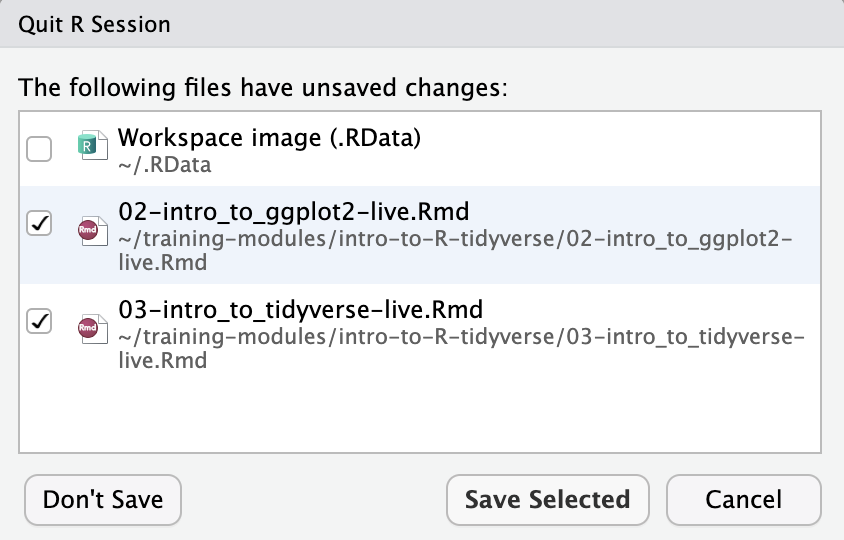 Quit R Session
The following files have unsaved changes:
Workspace image (.RData)
R
~/.RData
02-intro_to_ggplot2-live.Rmd
Rmd
~/training-modules/intro-to-R-tidyverse/02-intro_to_ggplot2-
live.Rmd
03-intro_to_tidyverse-live.Rmd
Rmd
~/training-modules/intro-to-R-tidyverse/03-intro_to_tidyverse-
live.Rmd
Don't Save
Save Selected
Cancel